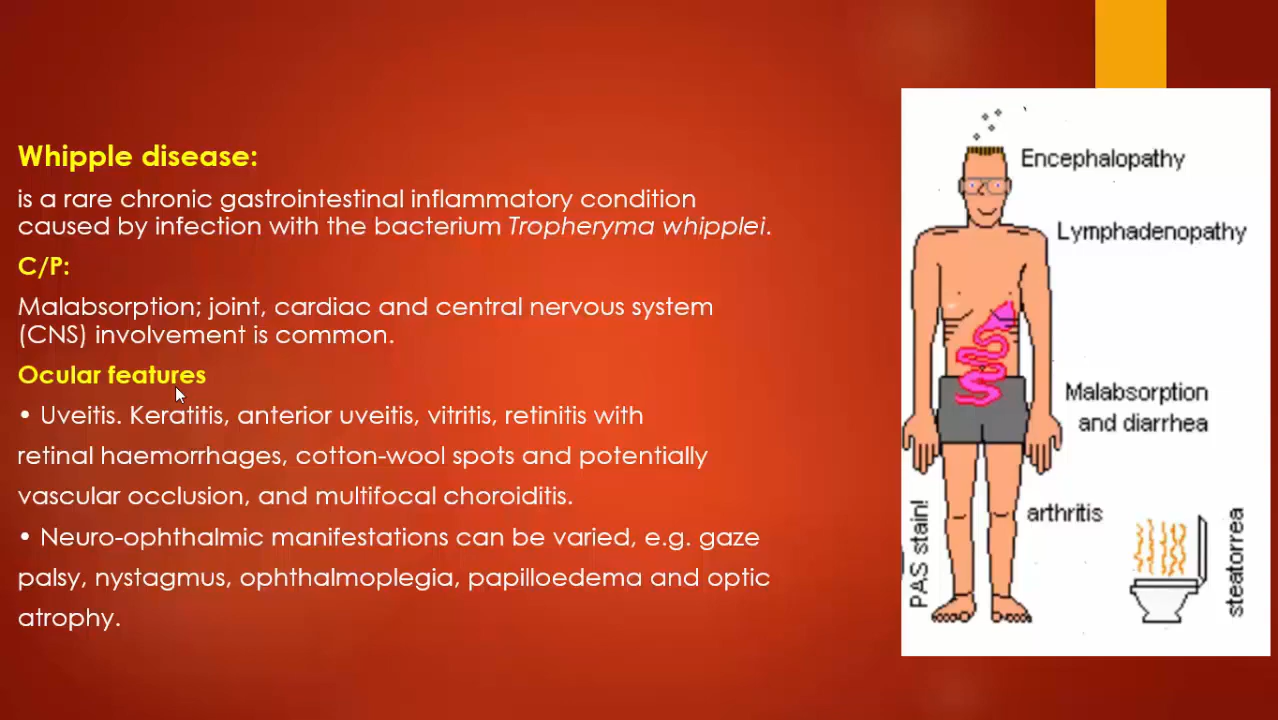 Whipple disease:
is a rare chronic gastrointestinal inflammatory condition
caused by infection with the bacterium Tropheryma whipplei.
C/P:
Malabsorption; joint, cardiac and central nervous system
(CNS) involvement is common.
Ocular features
• Uveitis. Keratitis, anterior uveitis, vitritis, retinitis with
retinal haemorrhages, cotton-wool spots and potentially
vascular occlusion, and multifocal choroiditis.
• Neuro-ophthalmic manifestations can be varied, e.g. gaze
palsy, nystagmus, ophthalmoplegia, papilloedema and optic
atrophy.
Encephalopathy
Lymphadenopathy
Malabsorption
and diarrhea
arthritis
PAS stain!
steatorrea